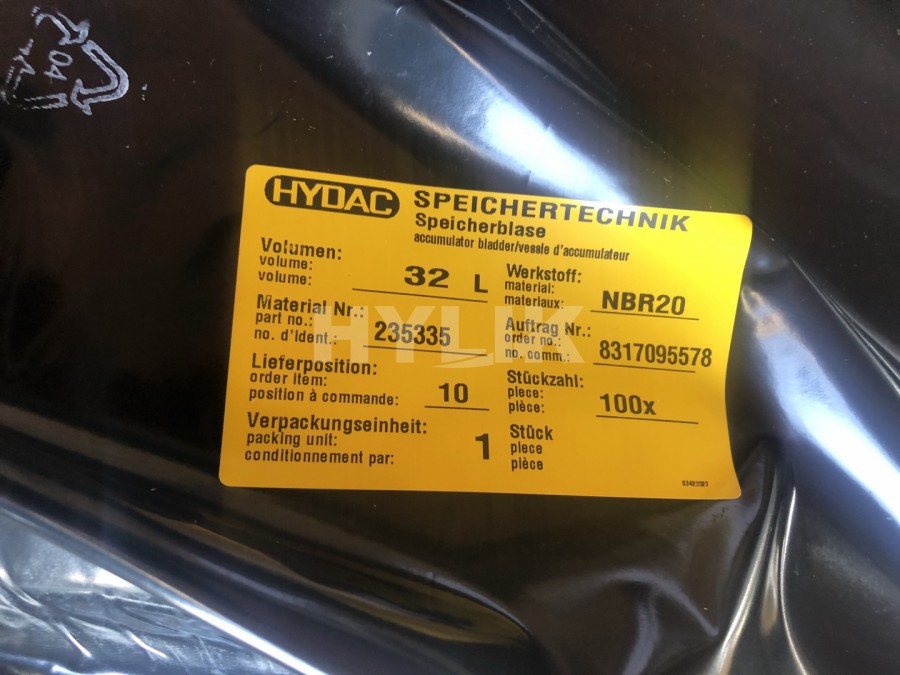 04
HYDAC SPEICHERTECHNIK
Speicherblase
accumulator bladder/vessie d'accumulateur
Volumen:
volume:
volume: 32 L
Werkstoff:
material:
materiaux: NBR20
Material Nr.:
part no.:
no. d'ident.: 235335
Auftrag Nr.:
order no.:
no. comm.: 8317095578
HYLIK
Lieferposition:
order item:
position à commande: 10
Stückzahl:
piece:
pièce: 100x
Verpackungseinheit:
packing unit:
conditionnement par: 1
Stück
piece
pièce